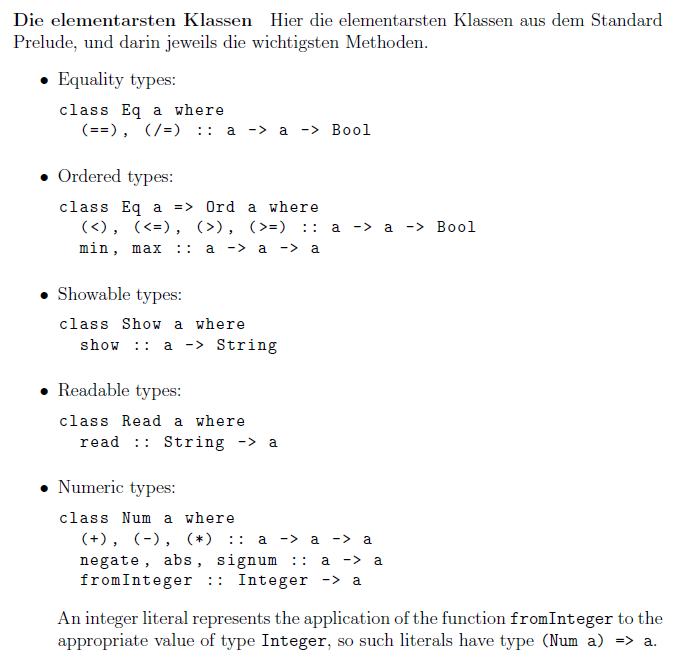 Die elementarsten Klassen Hier die elementarsten Klassen aus dem Standard
Prelude, und darin jeweils die wichtigsten Methoden.
• Equality types:
class Eq a where
  (==), (/=) :: a -> a -> Bool
• Ordered types:
class Eq a => Ord a where
  (<), (<=), (>), (>=) :: a -> a -> Bool
  min, max :: a -> a -> a
• Showable types:
class Show a where
  show :: a -> String
• Readable types:
class Read a where
  read :: String -> a
• Numeric types:
class Num a where
  (+), (-), (*) :: a -> a -> a
  negate, abs, signum :: a -> a
  fromInteger :: Integer -> a
An integer literal represents the application of the function fromInteger to the
appropriate value of type Integer, so such literals have type (Num a) => a.